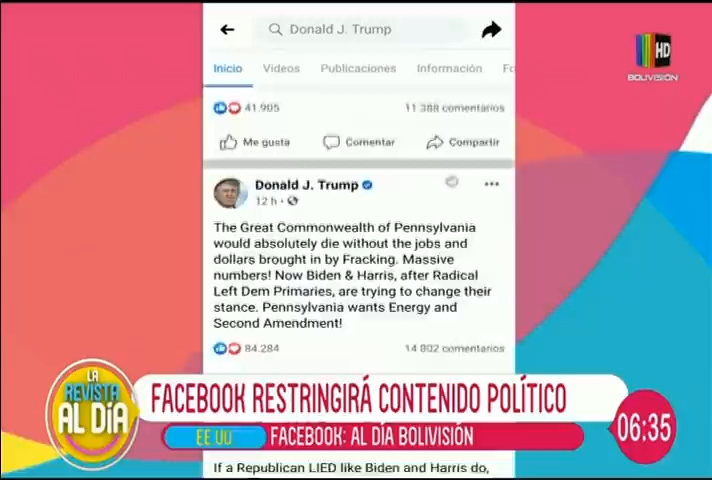 Donald J. Trump
HD
BOLIVISIÓN
Inicio Videos Publicaciones Información Fo
41.905 11 388 comentarios
Me gusta Comentar Compartir
Donald J. Trump
12 h
The Great Commonwealth of Pennsylvania
would absolutely die without the jobs and
dollars brought in by Fracking. Massive
numbers! Now Biden & Harris, after Radical
Left Dem Primaries, are trying to change their
stance. Pennsylvania wants Energy and
Second Amendment!
84.284 14 802 comentarios
LA
REVISTA
AL DÍA
FACEBOOK RESTRINGIRÁ CONTENIDO POLÍTICO
EE UU FACEBOOK: AL DÍA BOLIVISIÓN
06:35
If a Republican LIED like Biden and Harris do,